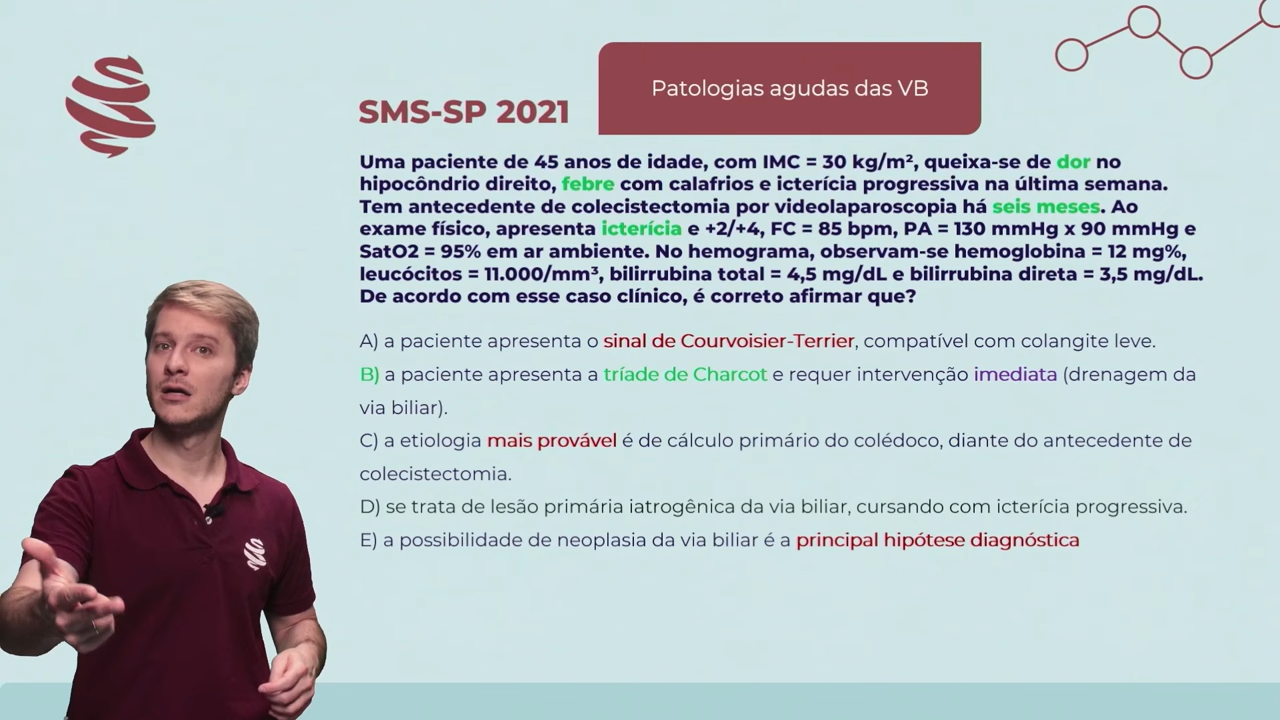 Patologias agudas das VB
SMS-SP 2021
Uma paciente de 45 anos de idade, com IMC = 30 kg/m², queixa-se de dor no
hipocôndrio direito, febre com calafrios e icterícia progressiva na última semana.
Tem antecedente de colecistectomia por videolaparoscopia há seis meses. Ao
exame físico, apresenta icterícia e +2/+4, FC = 85 bpm, PA = 130 mmHg x 90 mmHg e
SatO2 = 95% em ar ambiente. No hemograma, observam-se hemoglobina = 12 mg%,
leucócitos = 11.000/mm³, bilirrubina total = 4,5 mg/dL e bilirrubina direta = 3,5 mg/dL.
De acordo com esse caso clínico, é correto afirmar que?
A) a paciente apresenta o sinal de Courvoisier-Terrier, compatível com colangite leve.
B) a paciente apresenta a tríade de Charcot e requer intervenção imediata (drenagem da
via biliar).
C) a etiologia mais provável é de cálculo primário do colédoco, diante do antecedente de
colecistectomia.
D) se trata de lesão primária iatrogênica da via biliar, cursando com icterícia progressiva.
E) a possibilidade de neoplasia da via biliar é a principal hipótese diagnóstica